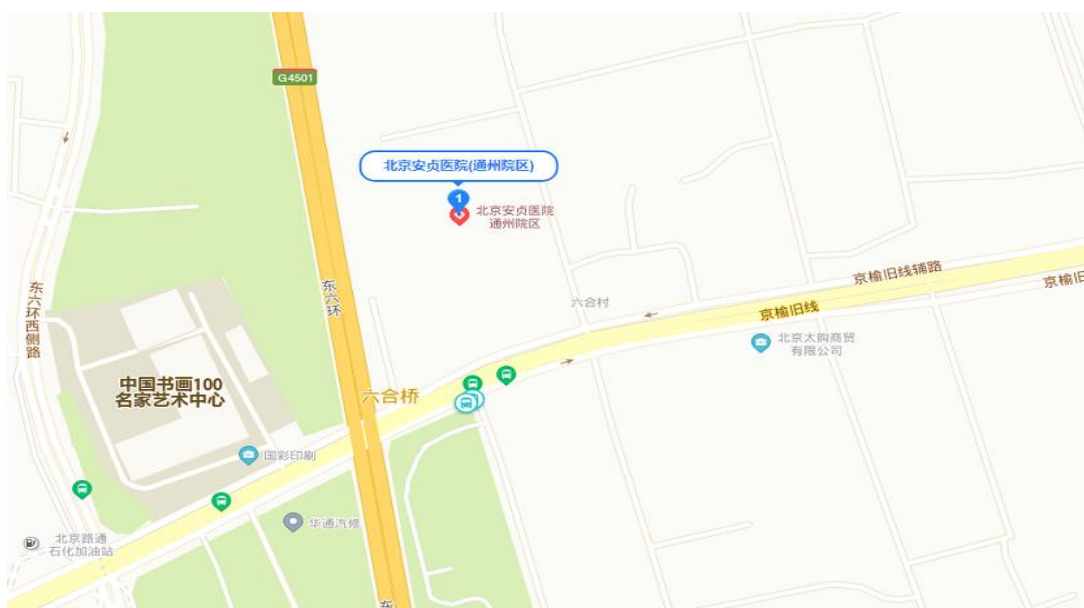 G4501
北京安贞医院(通州院区)
1
北京安贞医院
通州院区
东六环
东六环西侧路
京榆旧线辅路
京榆旧
京榆旧线
六合村
北京太购商贸
有限公司
中国书画100
名家艺术中心
六合桥
国彩印刷
华通汽修
北京路通
石化加油站
东